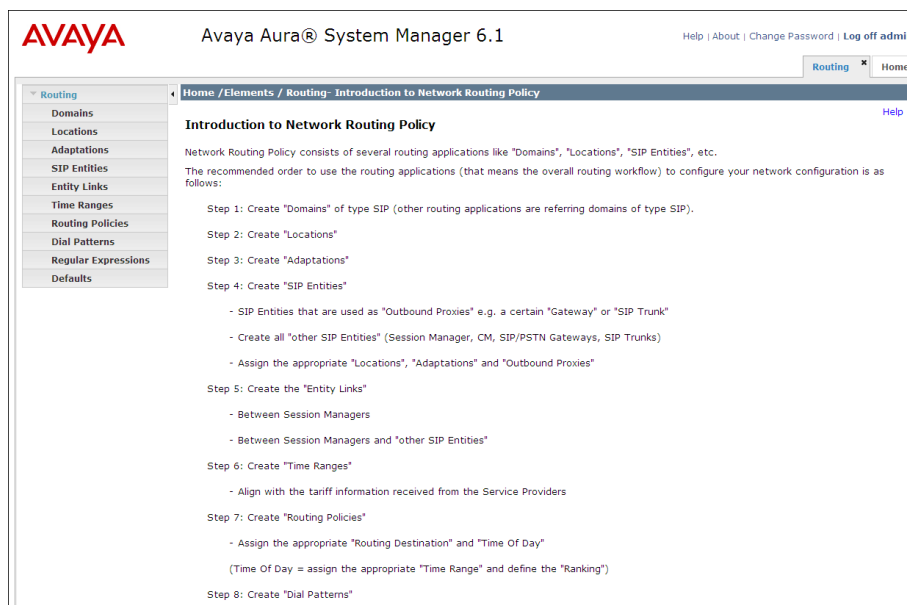 AVAYA
Avaya Aura® System Manager 6.1
Help | About | Change Password | Log off admi
Routing ×
Home
Routing
Domains
Locations
Adaptations
SIP Entities
Entity Links
Time Ranges
Routing Policies
Dial Patterns
Regular Expressions
Defaults
Home /Elements / Routing- Introduction to Network Routing Policy
Help
Introduction to Network Routing Policy
Network Routing Policy consists of several routing applications like "Domains", "Locations", "SIP Entities", etc.
The recommended order to use the routing applications (that means the overall routing workflow) to configure your network configuration is as
follows:
Step 1: Create "Domains" of type SIP (other routing applications are referring domains of type SIP).
Step 2: Create "Locations"
Step 3: Create "Adaptations"
Step 4: Create "SIP Entities"
- SIP Entities that are used as "Outbound Proxies" e.g. a certain "Gateway" or "SIP Trunk"
- Create all "other SIP Entities" (Session Manager, CM, SIP/PSTN Gateways, SIP Trunks)
- Assign the appropriate "Locations", "Adaptations" and "Outbound Proxies"
Step 5: Create the "Entity Links"
- Between Session Managers
- Between Session Managers and "other SIP Entities"
Step 6: Create "Time Ranges"
- Align with the tariff information received from the Service Providers
Step 7: Create "Routing Policies"
- Assign the appropriate "Routing Destination" and "Time Of Day"
(Time Of Day = assign the appropriate "Time Range" and define the "Ranking")
Step 8: Create "Dial Patterns"